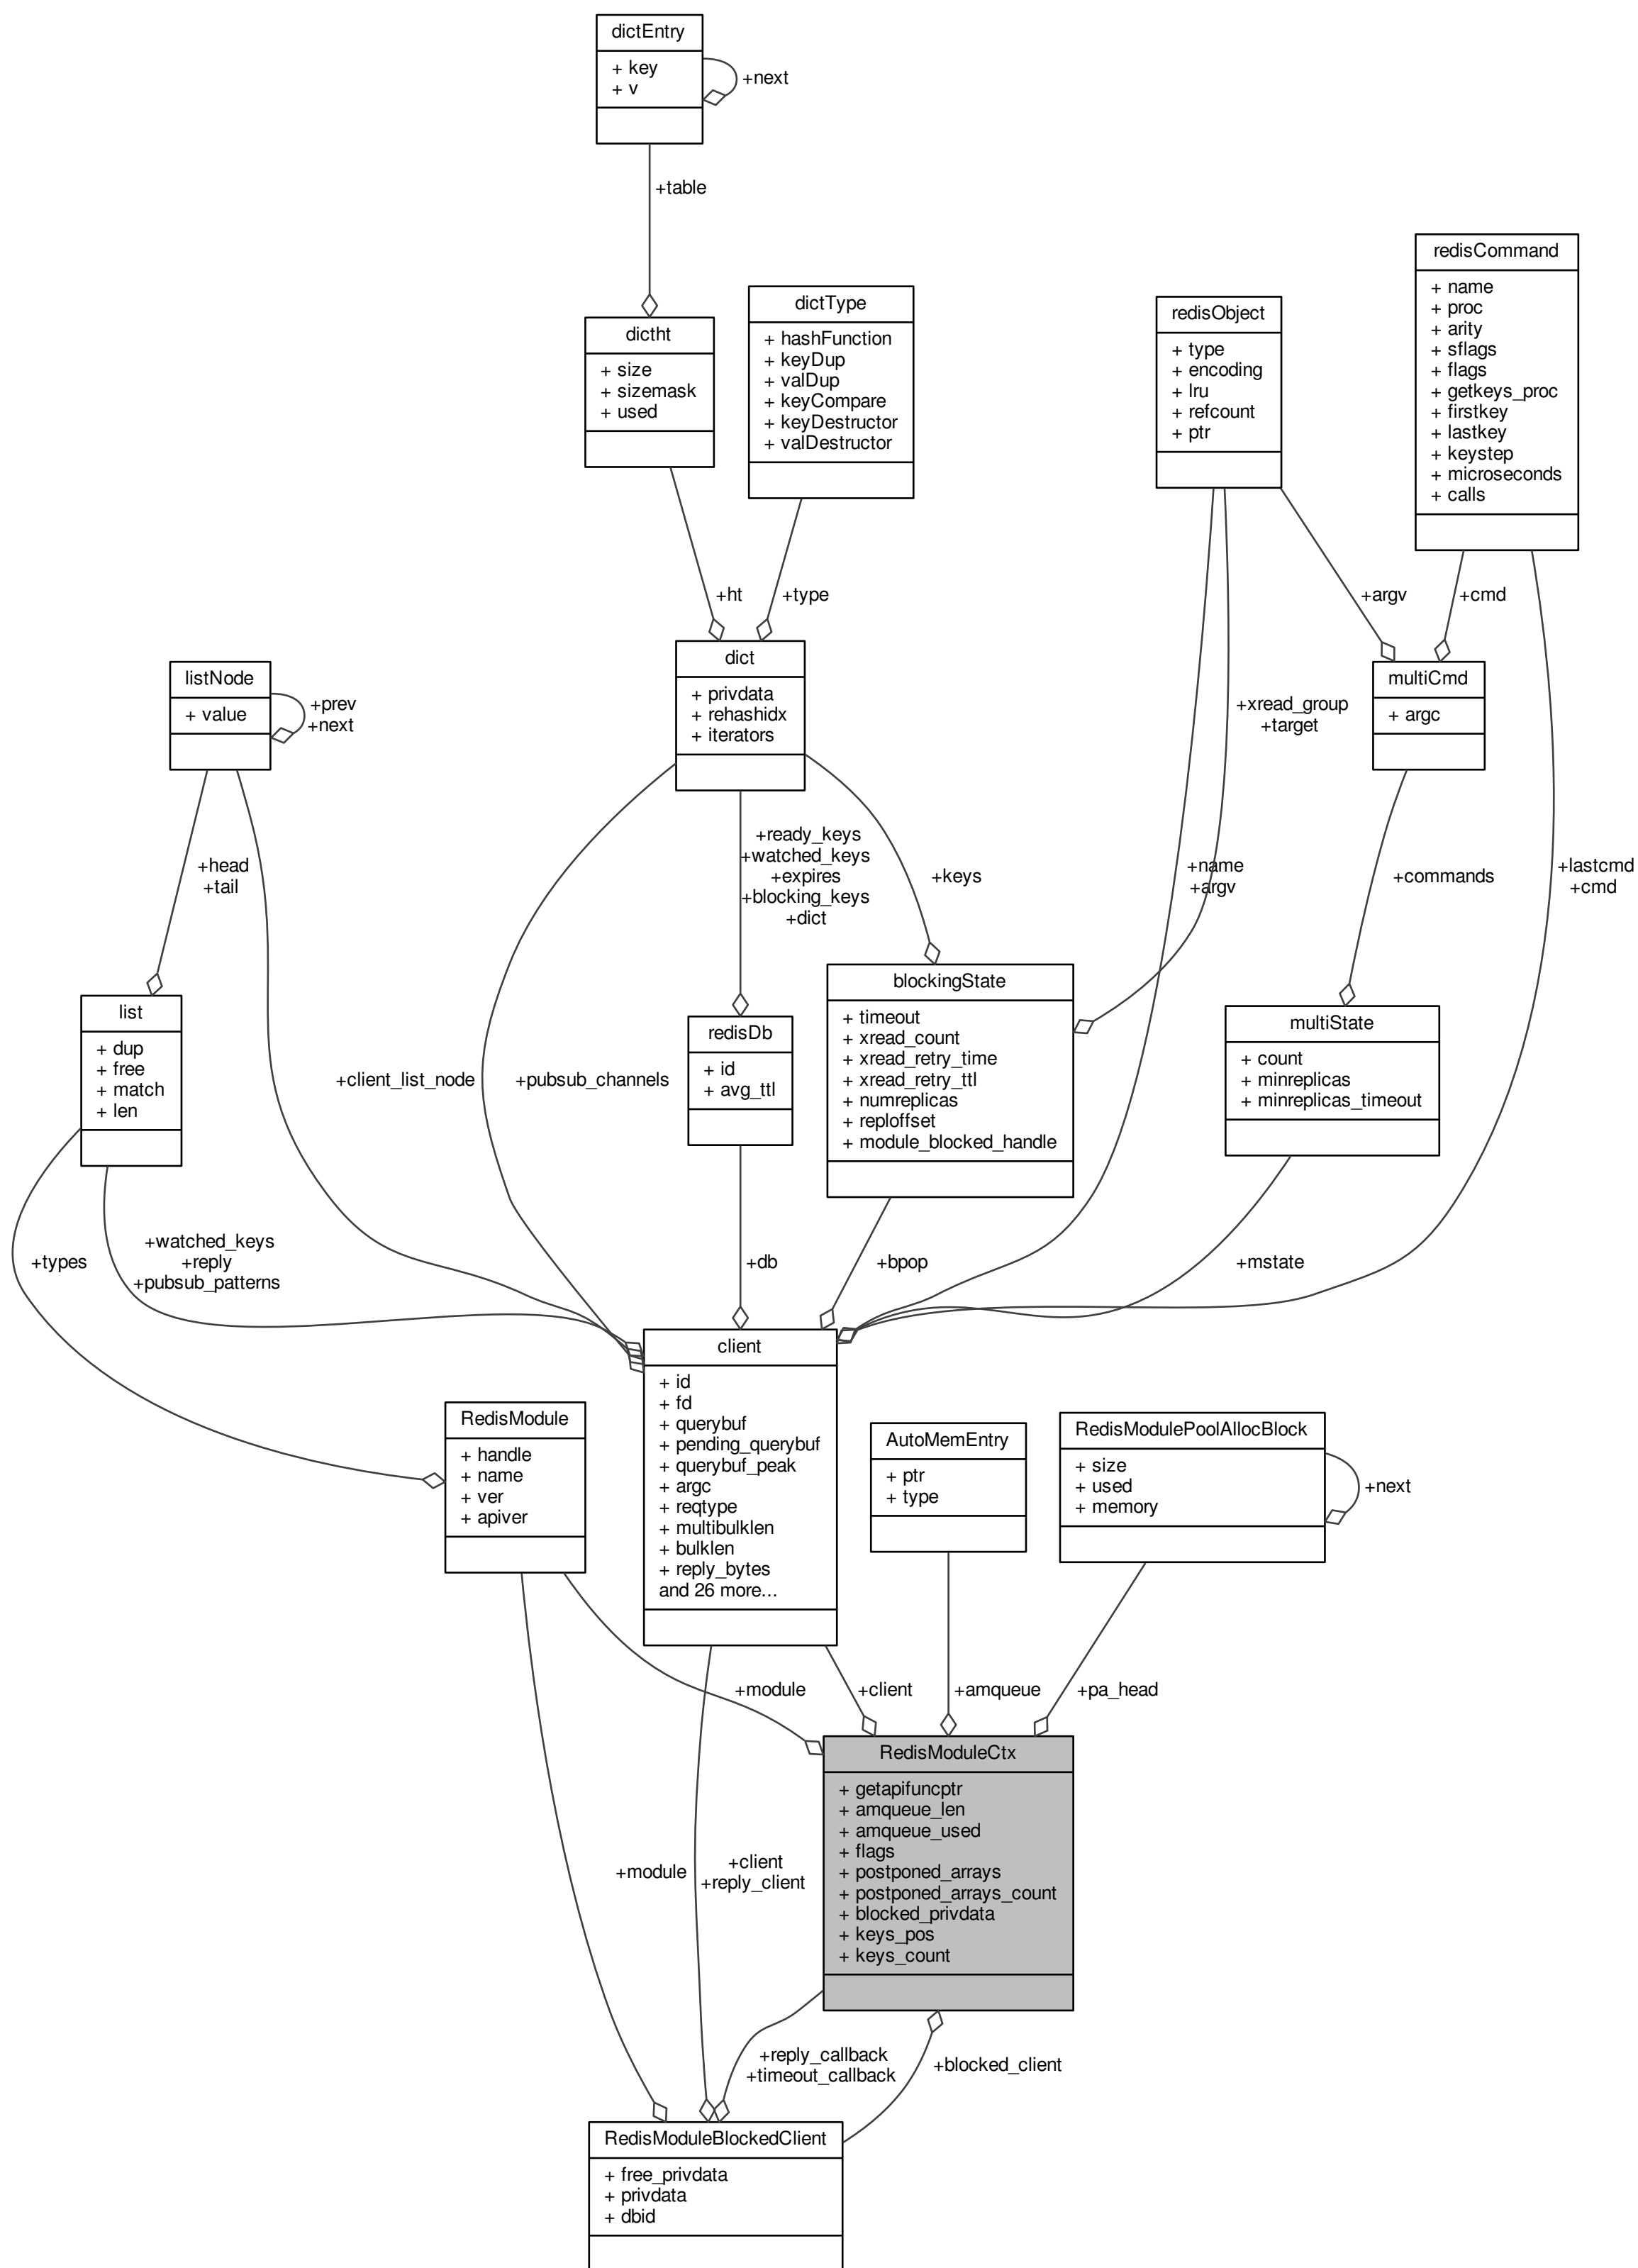 dictEntry
+ key
+ v
+next
+table
redisCommand
+ name
+ proc
+ arity
+ sflags
+ flags
+ getkeys_proc
+ firstkey
+ lastkey
+ keystep
+ microseconds
+ calls
dictType
+ hashFunction
+ keyDup
+ valDup
+ keyCompare
+ keyDestructor
+ valDestructor
redisObject
+ type
+ encoding
+ lru
+ refcount
+ ptr
dictht
+ size
+ sizemask
+ used
+ht
+type
+argv
+cmd
dict
+ privdata
+ rehashidx
+ iterators
listNode
+ value
+prev
+next
multiCmd
+ argc
+xread_group
+target
+head
+tail
+ready_keys
+watched_keys
+expires
+blocking_keys
+dict
+keys
+name
+argv
+commands
+lastcmd
+cmd
list
+ dup
+ free
+ match
+ len
+client_list_node
+pubsub_channels
redisDb
+ id
+ avg_ttl
blockingState
+ timeout
+ xread_count
+ xread_retry_time
+ xread_retry_ttl
+ numreplicas
+ reploffset
+ module_blocked_handle
multiState
+ count
+ minreplicas
+ minreplicas_timeout
+types
+watched_keys
+reply
+pubsub_patterns
+db
+bpop
+mstate
client
+ id
+ fd
+ querybuf
+ pending_querybuf
+ querybuf_peak
+ argc
+ reqtype
+ multibulklen
+ bulklen
+ reply_bytes
and 26 more...
RedisModule
+ handle
+ name
+ ver
+ apiver
AutoMemEntry
+ ptr
+ type
RedisModulePoolAllocBlock
+ size
+ used
+ memory
+next
+module
+client
+amqueue
+pa_head
RedisModuleCtx
+ getapifuncptr
+ amqueue_len
+ amqueue_used
+ flags
+ postponed_arrays
+ postponed_arrays_count
+ blocked_privdata
+ keys_pos
+ keys_count
+module
+client
+reply_client
+reply_callback
+timeout_callback
+blocked_client
RedisModuleBlockedClient
+ free_privdata
+ privdata
+ dbid